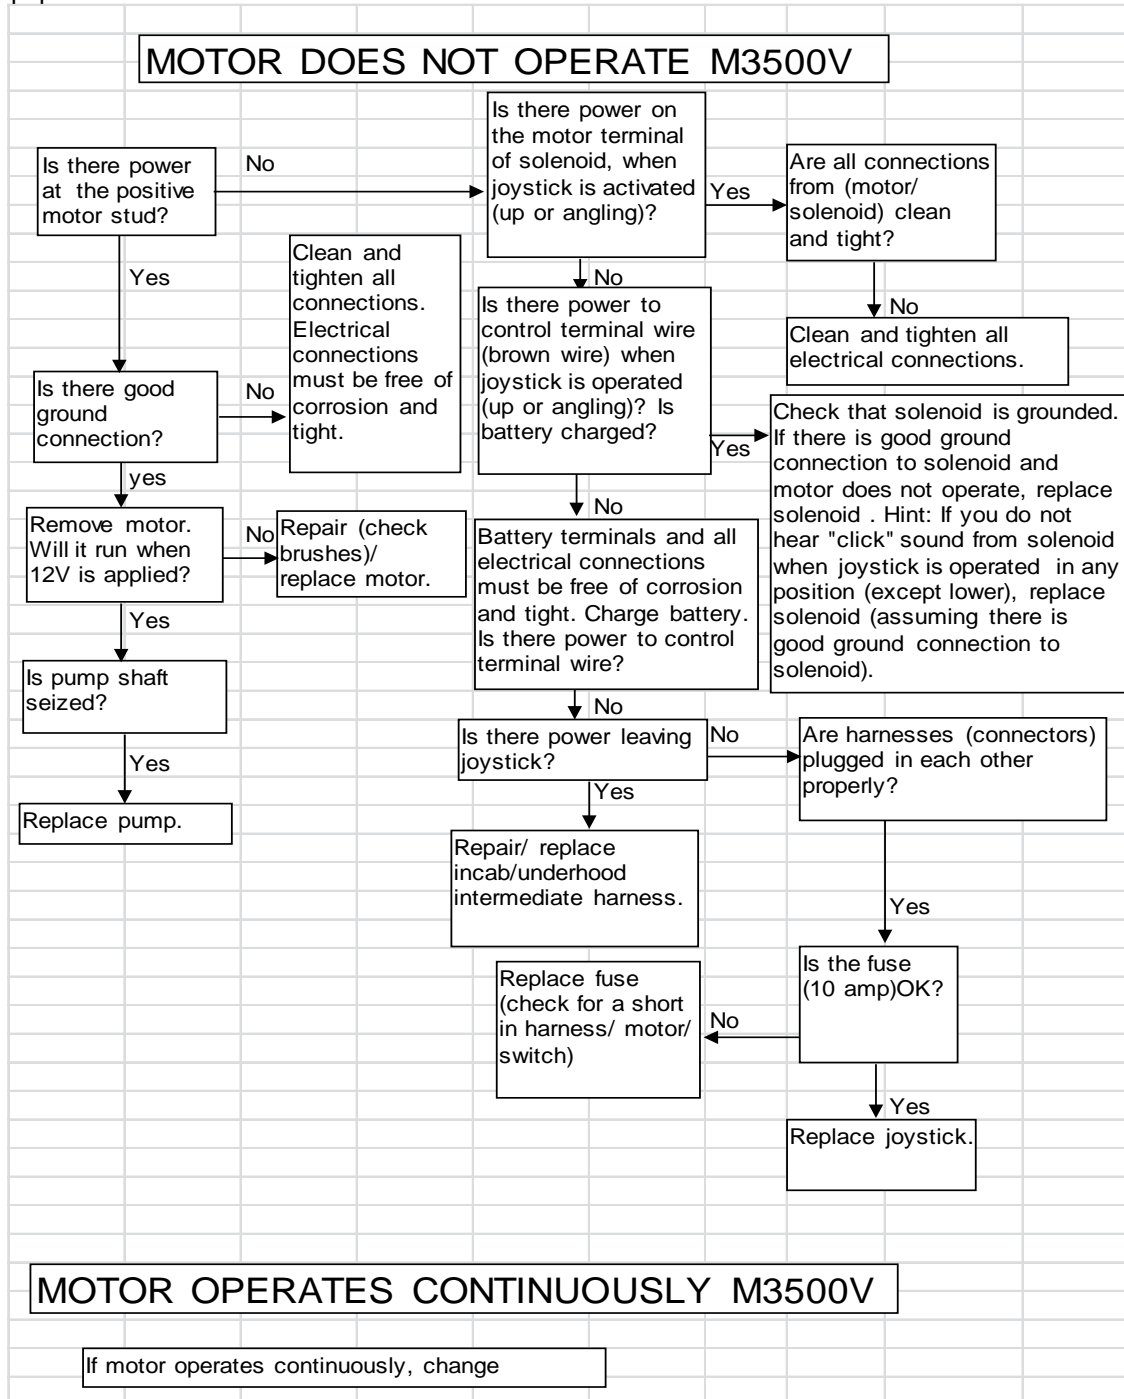 MOTOR DOES NOT OPERATE M3500V
Is there power
at the positive
motor stud?
No
Is there power on
the motor terminal
of solenoid, when
joystick is activated
(up or angling)?
Yes
Are all connections
from (motor/
solenoid) clean
and tight?
Yes
Clean and
tighten all
connections.
Electrical
connections
must be free of
corrosion and
tight.
No
Is there power to
control terminal wire
(brown wire) when
joystick is operated
(up or angling)? Is
battery charged?
No
Clean and tighten all
electrical connections.
Is there good
ground
connection?
No
Yes
Check that solenoid is grounded.
If there is good ground
connection to solenoid and
motor does not operate, replace
solenoid . Hint: If you do not
hear "click" sound from solenoid
when joystick is operated in any
position (except lower), replace
solenoid (assuming there is
good ground connection to
solenoid).
yes
Remove motor.
Will it run when
12V is applied?
No
Repair (check
brushes)/
replace motor.
No
Battery terminals and all
electrical connections
must be free of corrosion
and tight. Charge battery.
Is there power to control
terminal wire?
Yes
Is pump shaft
seized?
No
Is there power leaving
joystick?
No
Are harnesses (connectors)
plugged in each other
properly?
Yes
Replace pump.
Yes
Repair/ replace
incab/underhood
intermediate harness.
Yes
Is the fuse
(10 amp)OK?
No
Replace fuse
(check for a short
in harness/ motor/
switch)
Yes
Replace joystick.
MOTOR OPERATES CONTINUOUSLY M3500V
If motor operates continuously, change